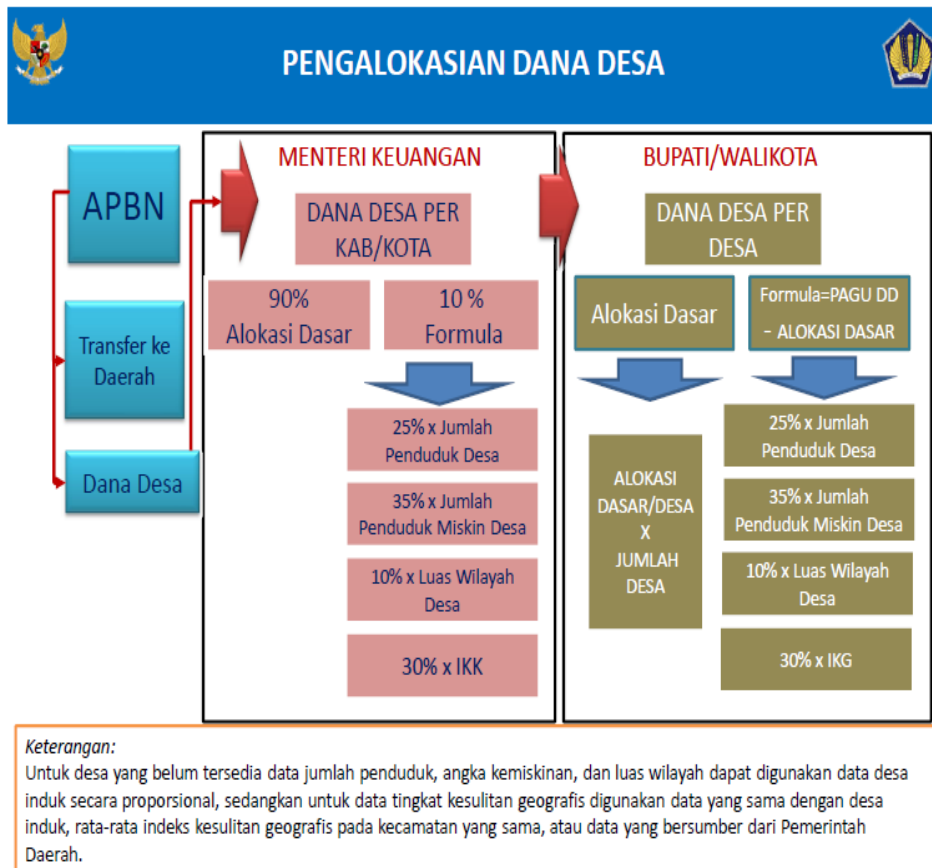 PENGALOKASIAN DANA DESA
APBN
Transfer ke
Daerah
Dana Desa
MENTERI KEUANGAN
DANA DESA PER
KAB/KOTA
90%
Alokasi Dasar
10 %
Formula
25% x Jumlah
Penduduk Desa
35% x Jumlah
Penduduk Miskin Desa
10% x Luas Wilayah
Desa
30% x IKK
BUPATI/WALIKOTA
DANA DESA PER
DESA
Alokasi Dasar
Formula=PAGU DD
– ALOKASI DASAR
ALOKASI
DASAR/DESA
X
JUMLAH
DESA
25% x Jumlah
Penduduk Desa
35% x Jumlah
Penduduk Miskin Desa
10% x Luas Wilayah
Desa
30% x IKG
Keterangan:
Untuk desa yang belum tersedia data jumlah penduduk, angka kemiskinan, dan luas wilayah dapat digunakan data desa
induk secara proporsional, sedangkan untuk data tingkat kesulitan geografis digunakan data yang sama dengan desa
induk, rata-rata indeks kesulitan geografis pada kecamatan yang sama, atau data yang bersumber dari Pemerintah
Daerah.